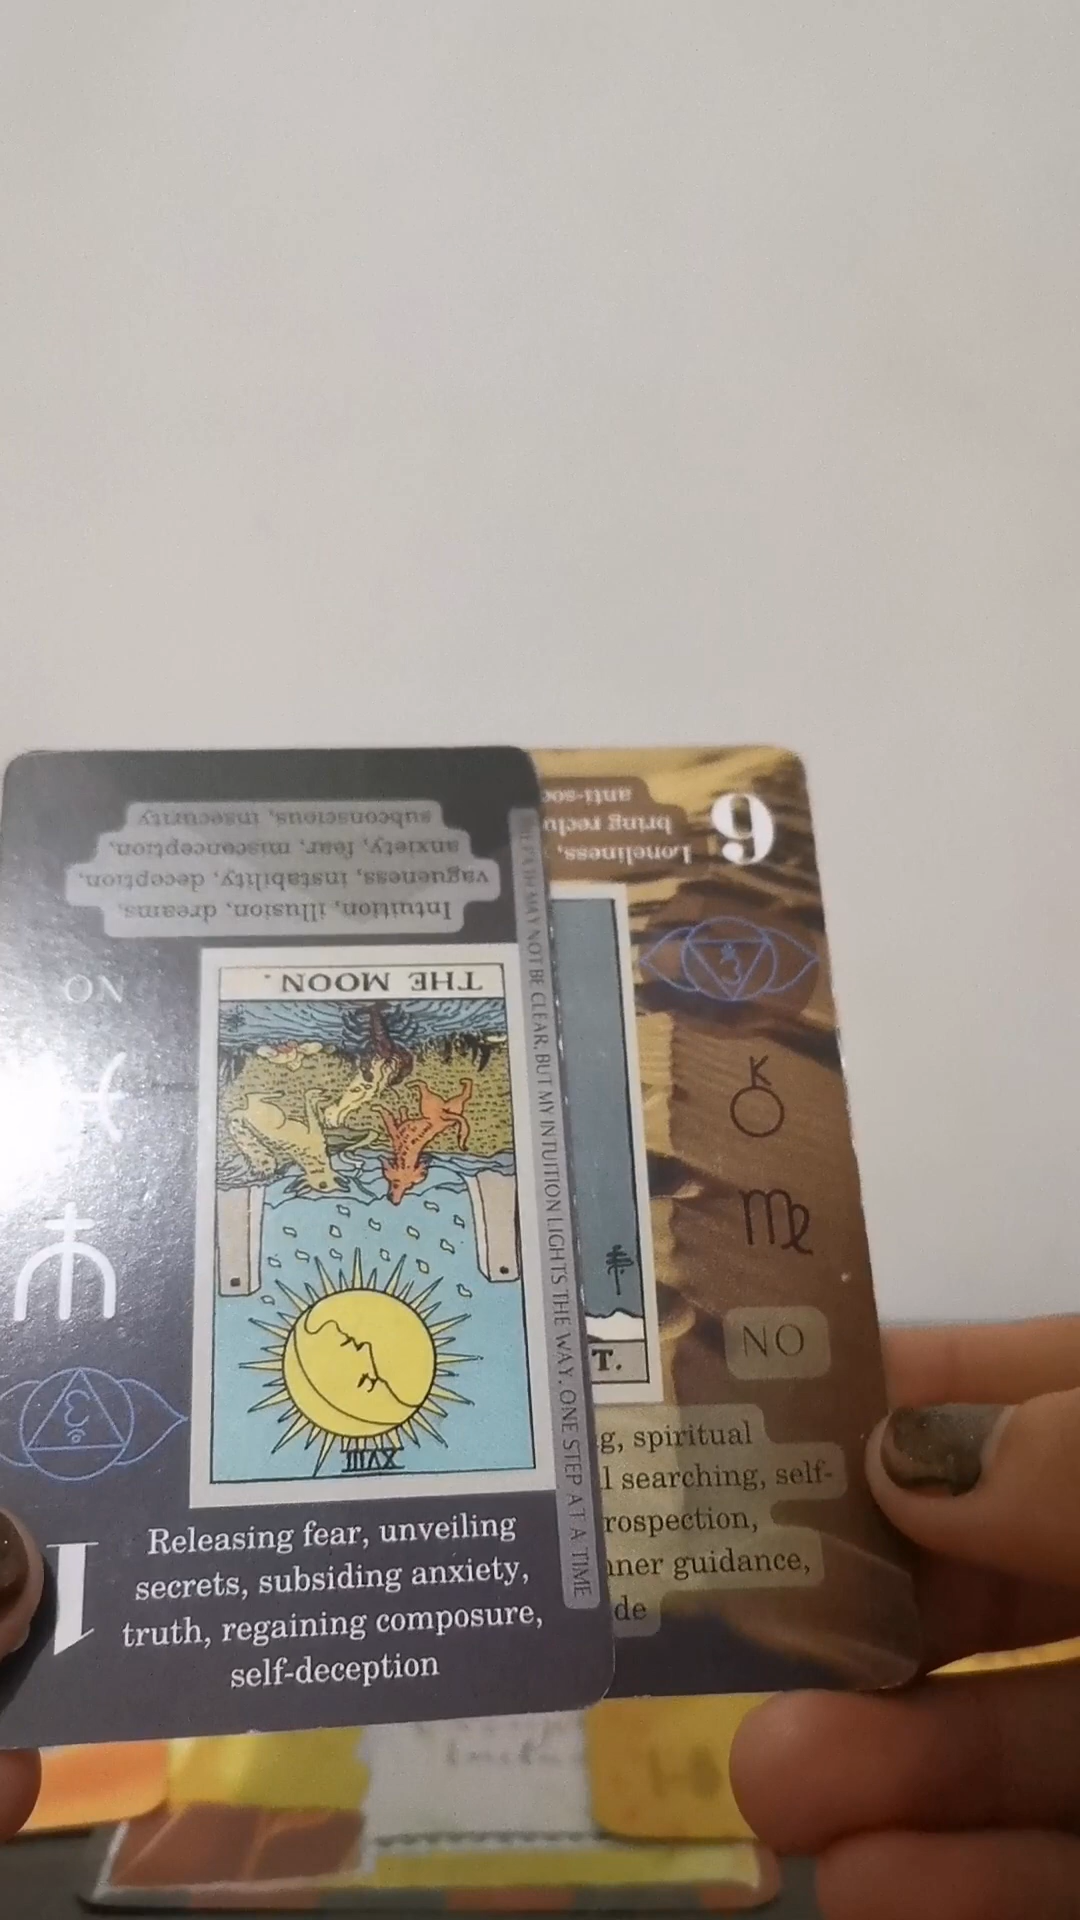 subconscious, insecurity
anxiety, fear, misconception,
vagueness, instability, deception,
Intuition, illusion, dreams,
NO
THE MOON.
XVIII
Releasing fear, unveiling
secrets, subsiding anxiety,
truth, regaining composure,
self-deception
1
PATH MAY NOT BE CLEAR, BUT MY INTUITION LIGHTS THE WAY. ONE STEP AT A TIME
anti-soc
bring reclu
Loneliness,
9
NO
T.
g, spiritual
l searching, self-
rospection,
nner guidance,
de